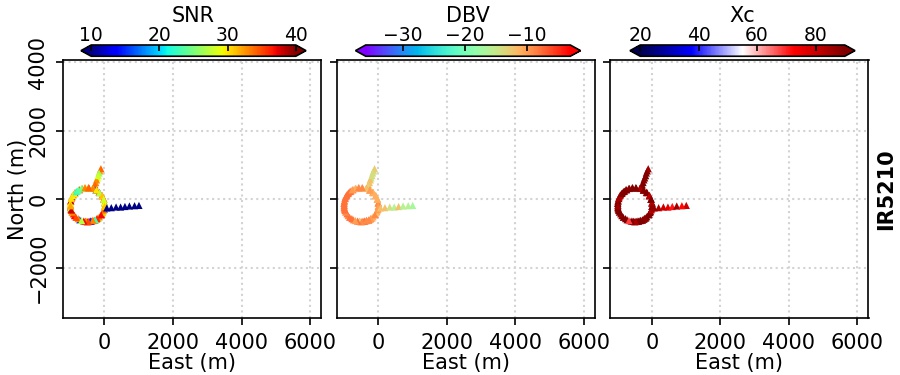 SNR DBV Xc
10 20 30 40 −30 −20 −10 20 40 60 80
4000
2000
0
−2000
North (m)
IR5210
0 2000 4000 6000 0 2000 4000 6000 0 2000 4000 6000
East (m) East (m) East (m)